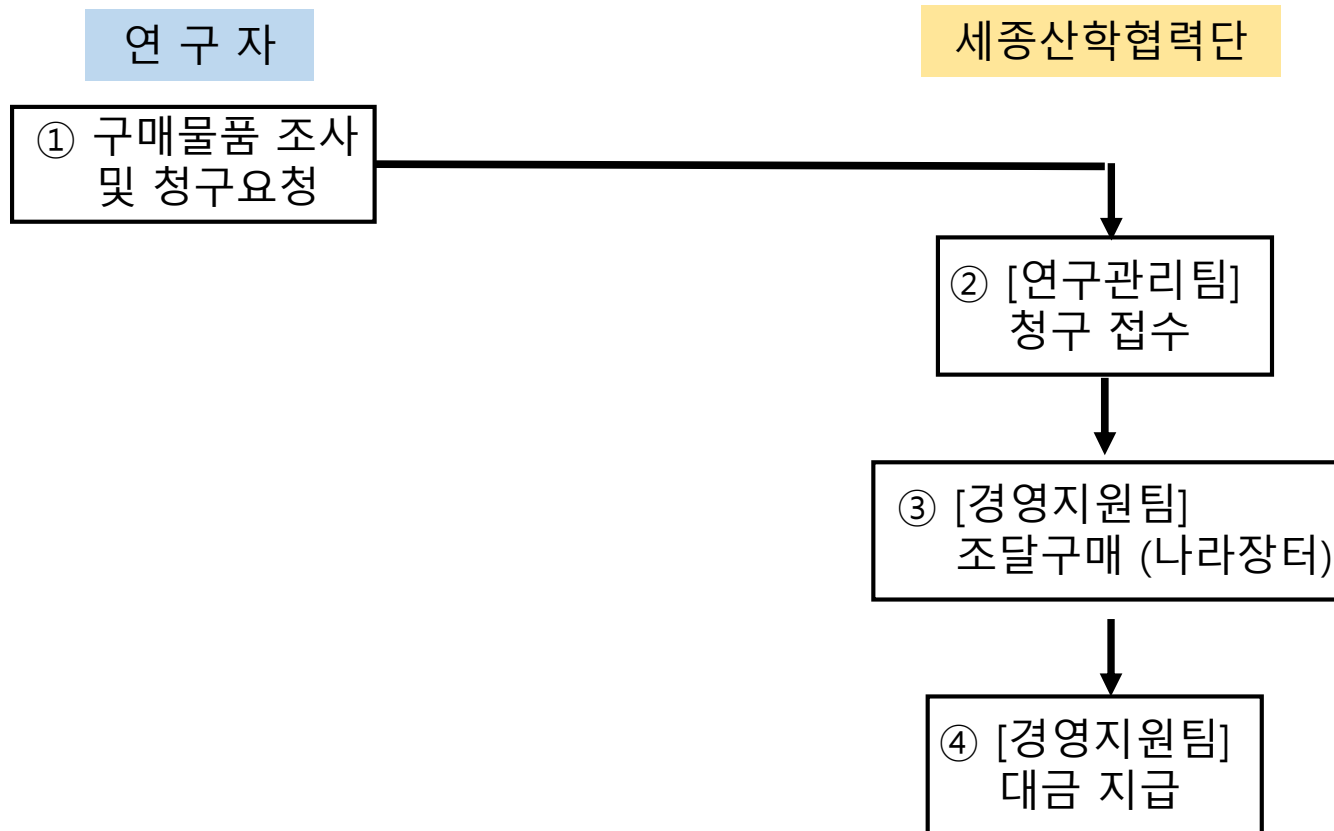 연 구 자
세종산학협력단
① 구매물품 조사
및 청구요청
② [연구관리팀]
청구 접수
③ [경영지원팀]
조달구매 (나라장터)
④ [경영지원팀]
대금 지급